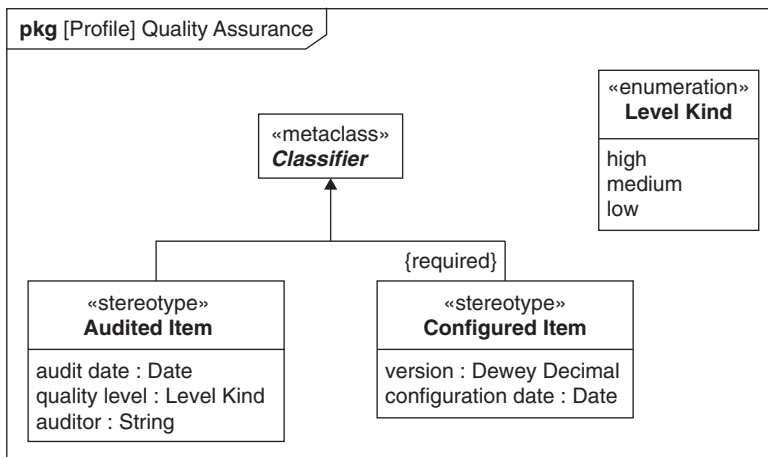 pkg [Profile] Quality Assurance
«enumeration»
Level Kind
high
medium
low
«metaclass»
Classifier
{required}
«stereotype»
Audited Item
audit date : Date
quality level : Level Kind
auditor : String
«stereotype»
Configured Item
version : Dewey Decimal
configuration date : Date